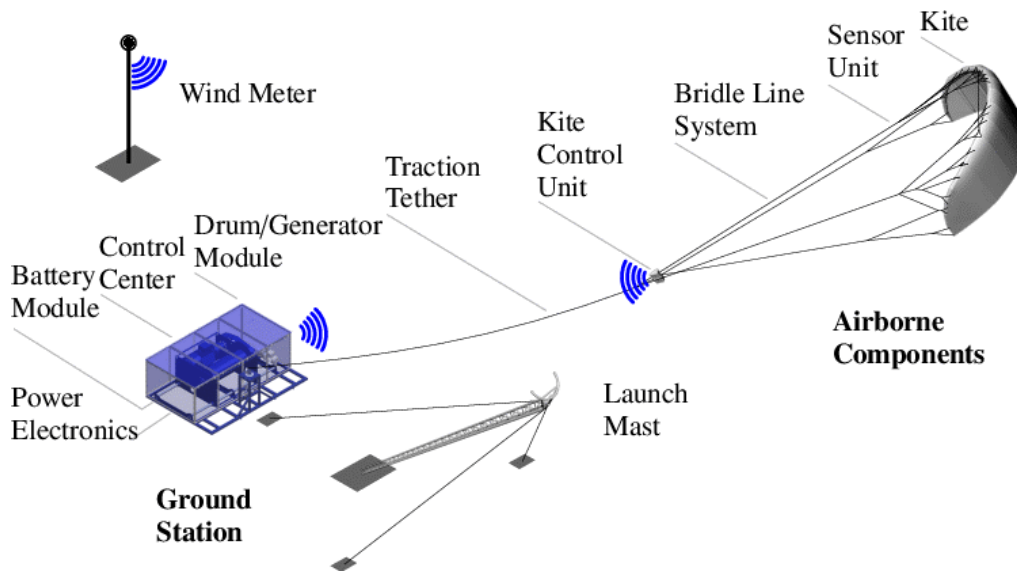 Kite
Sensor
Unit
Bridle Line
System
Kite
Control
Unit
Traction
Tether
Wind Meter
Drum/Generator
Module
Control
Center
Battery
Module
Power
Electronics
Airborne
Components
Launch
Mast
Ground
Station